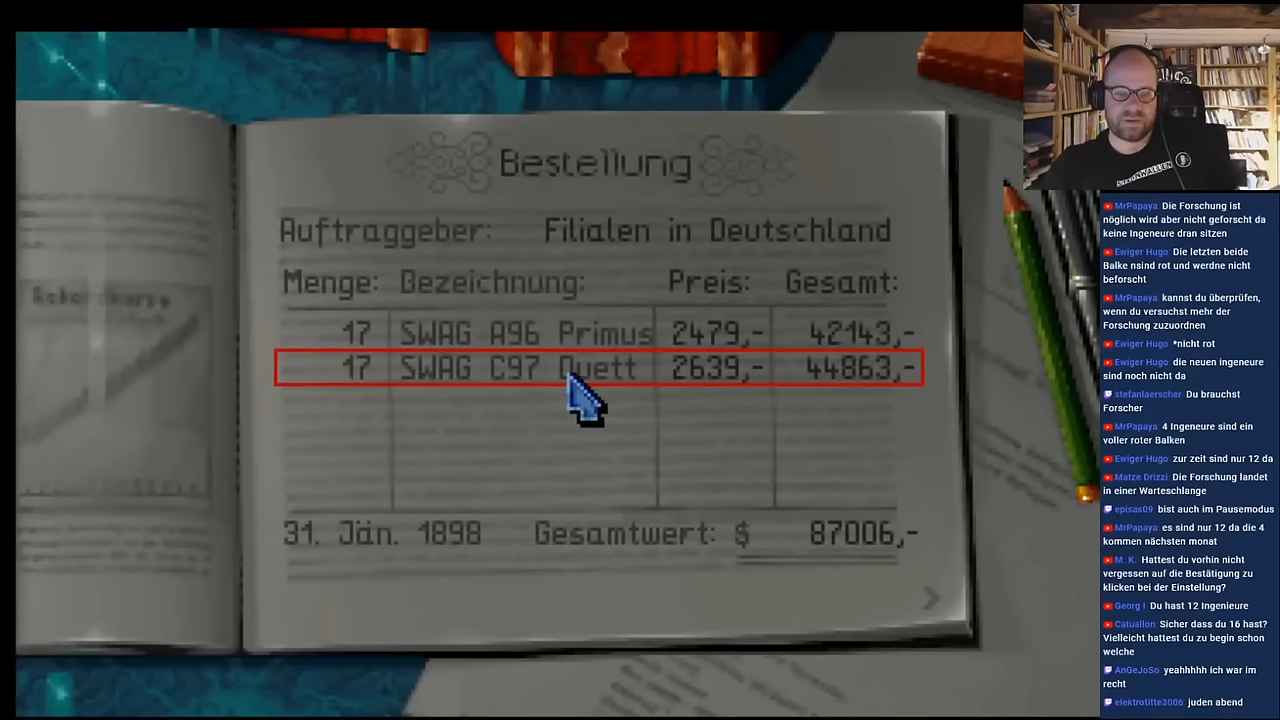 Bestellung
Auftraggeber: Filialen in Deutschland
Menge: Bezeichnung: Preis: Gesamt:
17 SWAG A96 Primus 2479,- 42143,-
17 SWAG C97 Duett 2639,- 44863,-
31. Jän. 1898 Gesamtwert: $ 87006,-
MrPapaya Die Forschung ist
nöglich wird aber nicht geforscht da
keine Ingeneure dran sitzen
Ewiger Hugo Die letzten beide
Balke nsind rot und werdne nicht
beforscht
MrPapaya kannst du überprüfen,
wenn du versuchst mehr der
Forschung zuzuordnen
Ewiger Hugo *nicht rot
Ewiger Hugo die neuen ingeneure
sind noch nicht da
stefanlaerscher Du brauchst
Forscher
MrPapaya 4 Ingeneure sind ein
voller roter Balken
Ewiger Hugo zur zeit sind nur 12 da
Matze Drizzi Die Forschung landet
in einer Warteschlange
episas09 bist auch im Pausemodus
MrPapaya es sind nur 12 da die 4
kommen nächsten monat
M. K. Hattest du vorhin nicht
vergessen auf die Bestätigung zu
klicken bei der Einstellung?
Georg I Du hast 12 Ingenieure
Catuallon Sicher dass du 16 hast?
Vielleicht hattest du zu begin schon
welche
AnGeJoSo yeahhhhh ich war im
recht
elektrotitte3006 juden abend